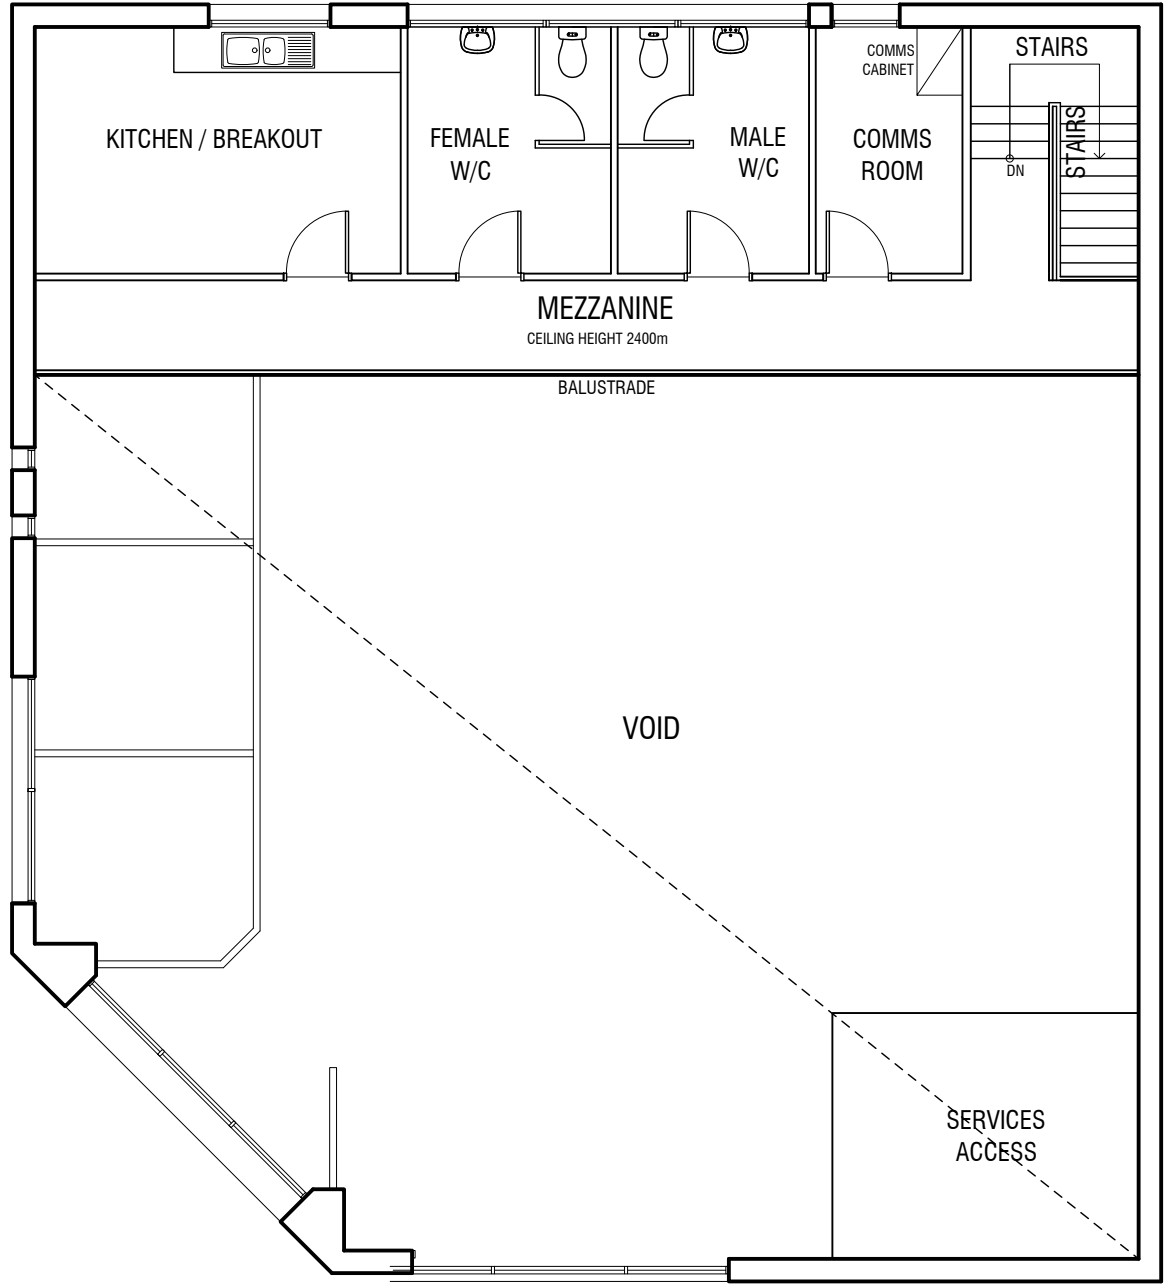 STAIRS
COMMS
CABINET
KITCHEN / BREAKOUT
FEMALE
W/C
MALE
W/C
COMMS
ROOM
STAIRS
DN
MEZZANINE
CEILING HEIGHT 2400m
BALUSTRADE
VOID
SERVICES
ACCESS